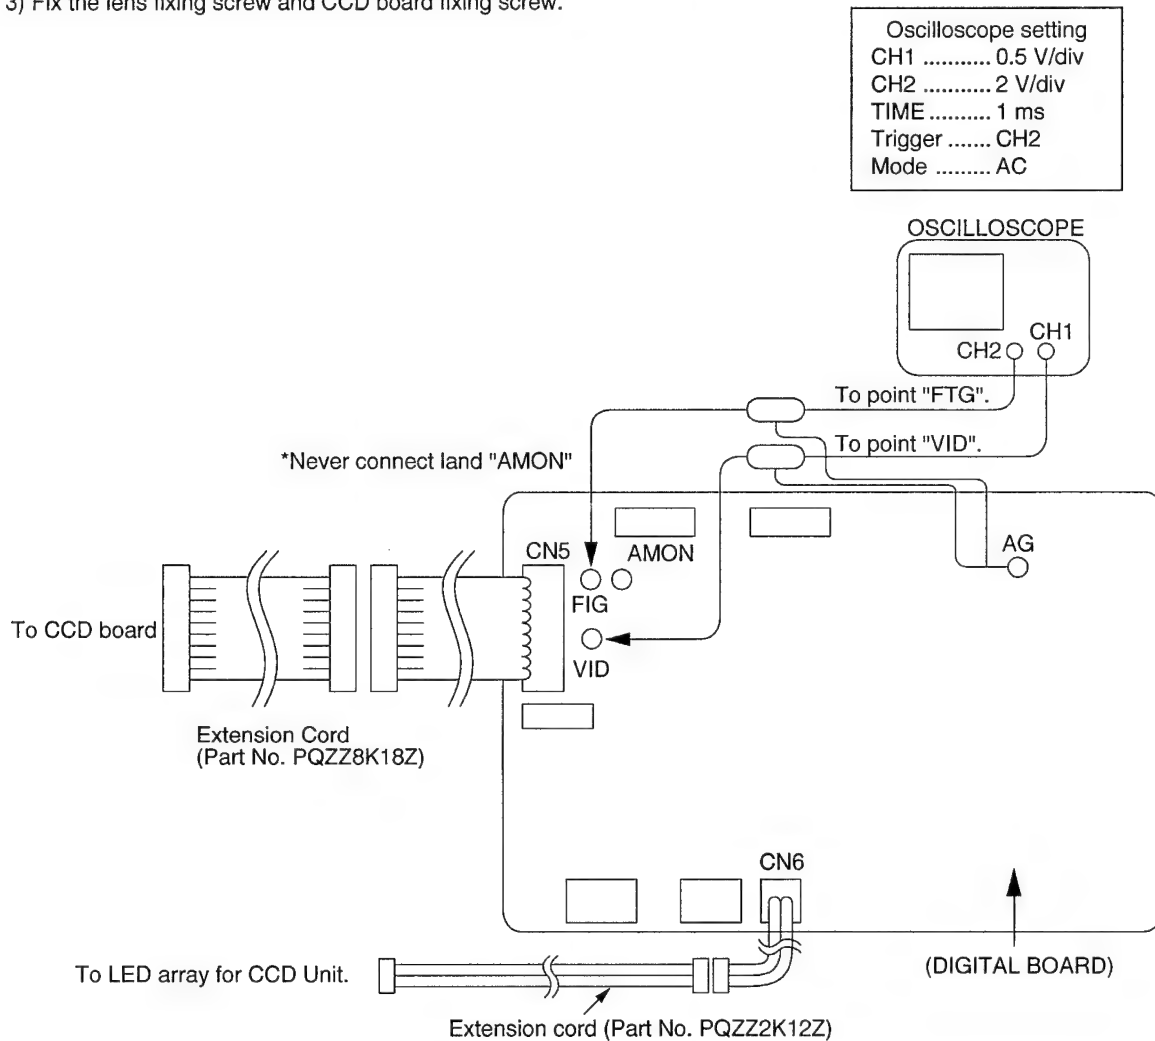 3) Fix the lens fixing screw and CCD board fixing screw.
Oscilloscope setting
CH1 ........... 0.5 V/div
CH2 ........... 2 V/div
TIME .......... 1 ms
Trigger ....... CH2
Mode ......... AC
OSCILLOSCOPE
CH1
CH2
To point "FTG".
To point "VID".
*Never connect land "AMON"
CN5
AMON
AG
FIG
To CCD board
VID
Extension Cord
(Part No. PQZZ8K18Z)
CN6
To LED array for CCD Unit.
(DIGITAL BOARD)
Extension cord (Part No. PQZZ2K12Z)